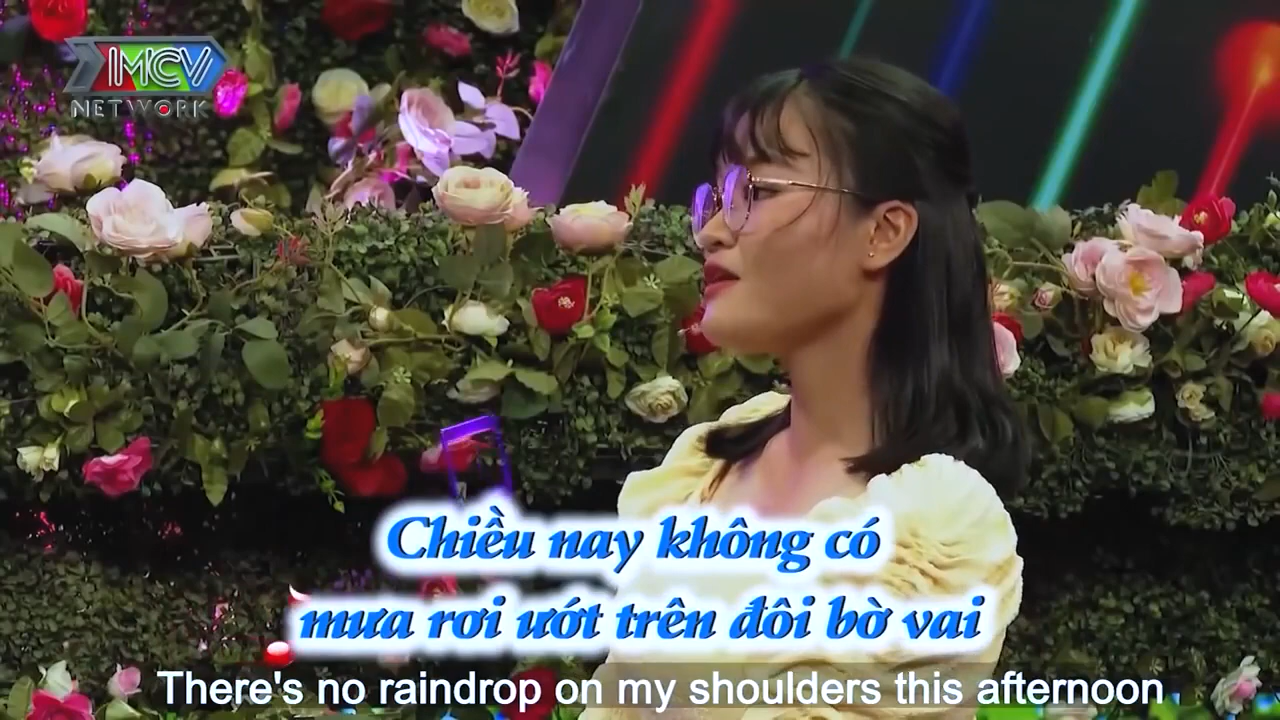 MCV
NETWORK
Chiều nay không có
mưa rơi ướt trên đôi bờ vai
There's no raindrop on my shoulders this afternoon